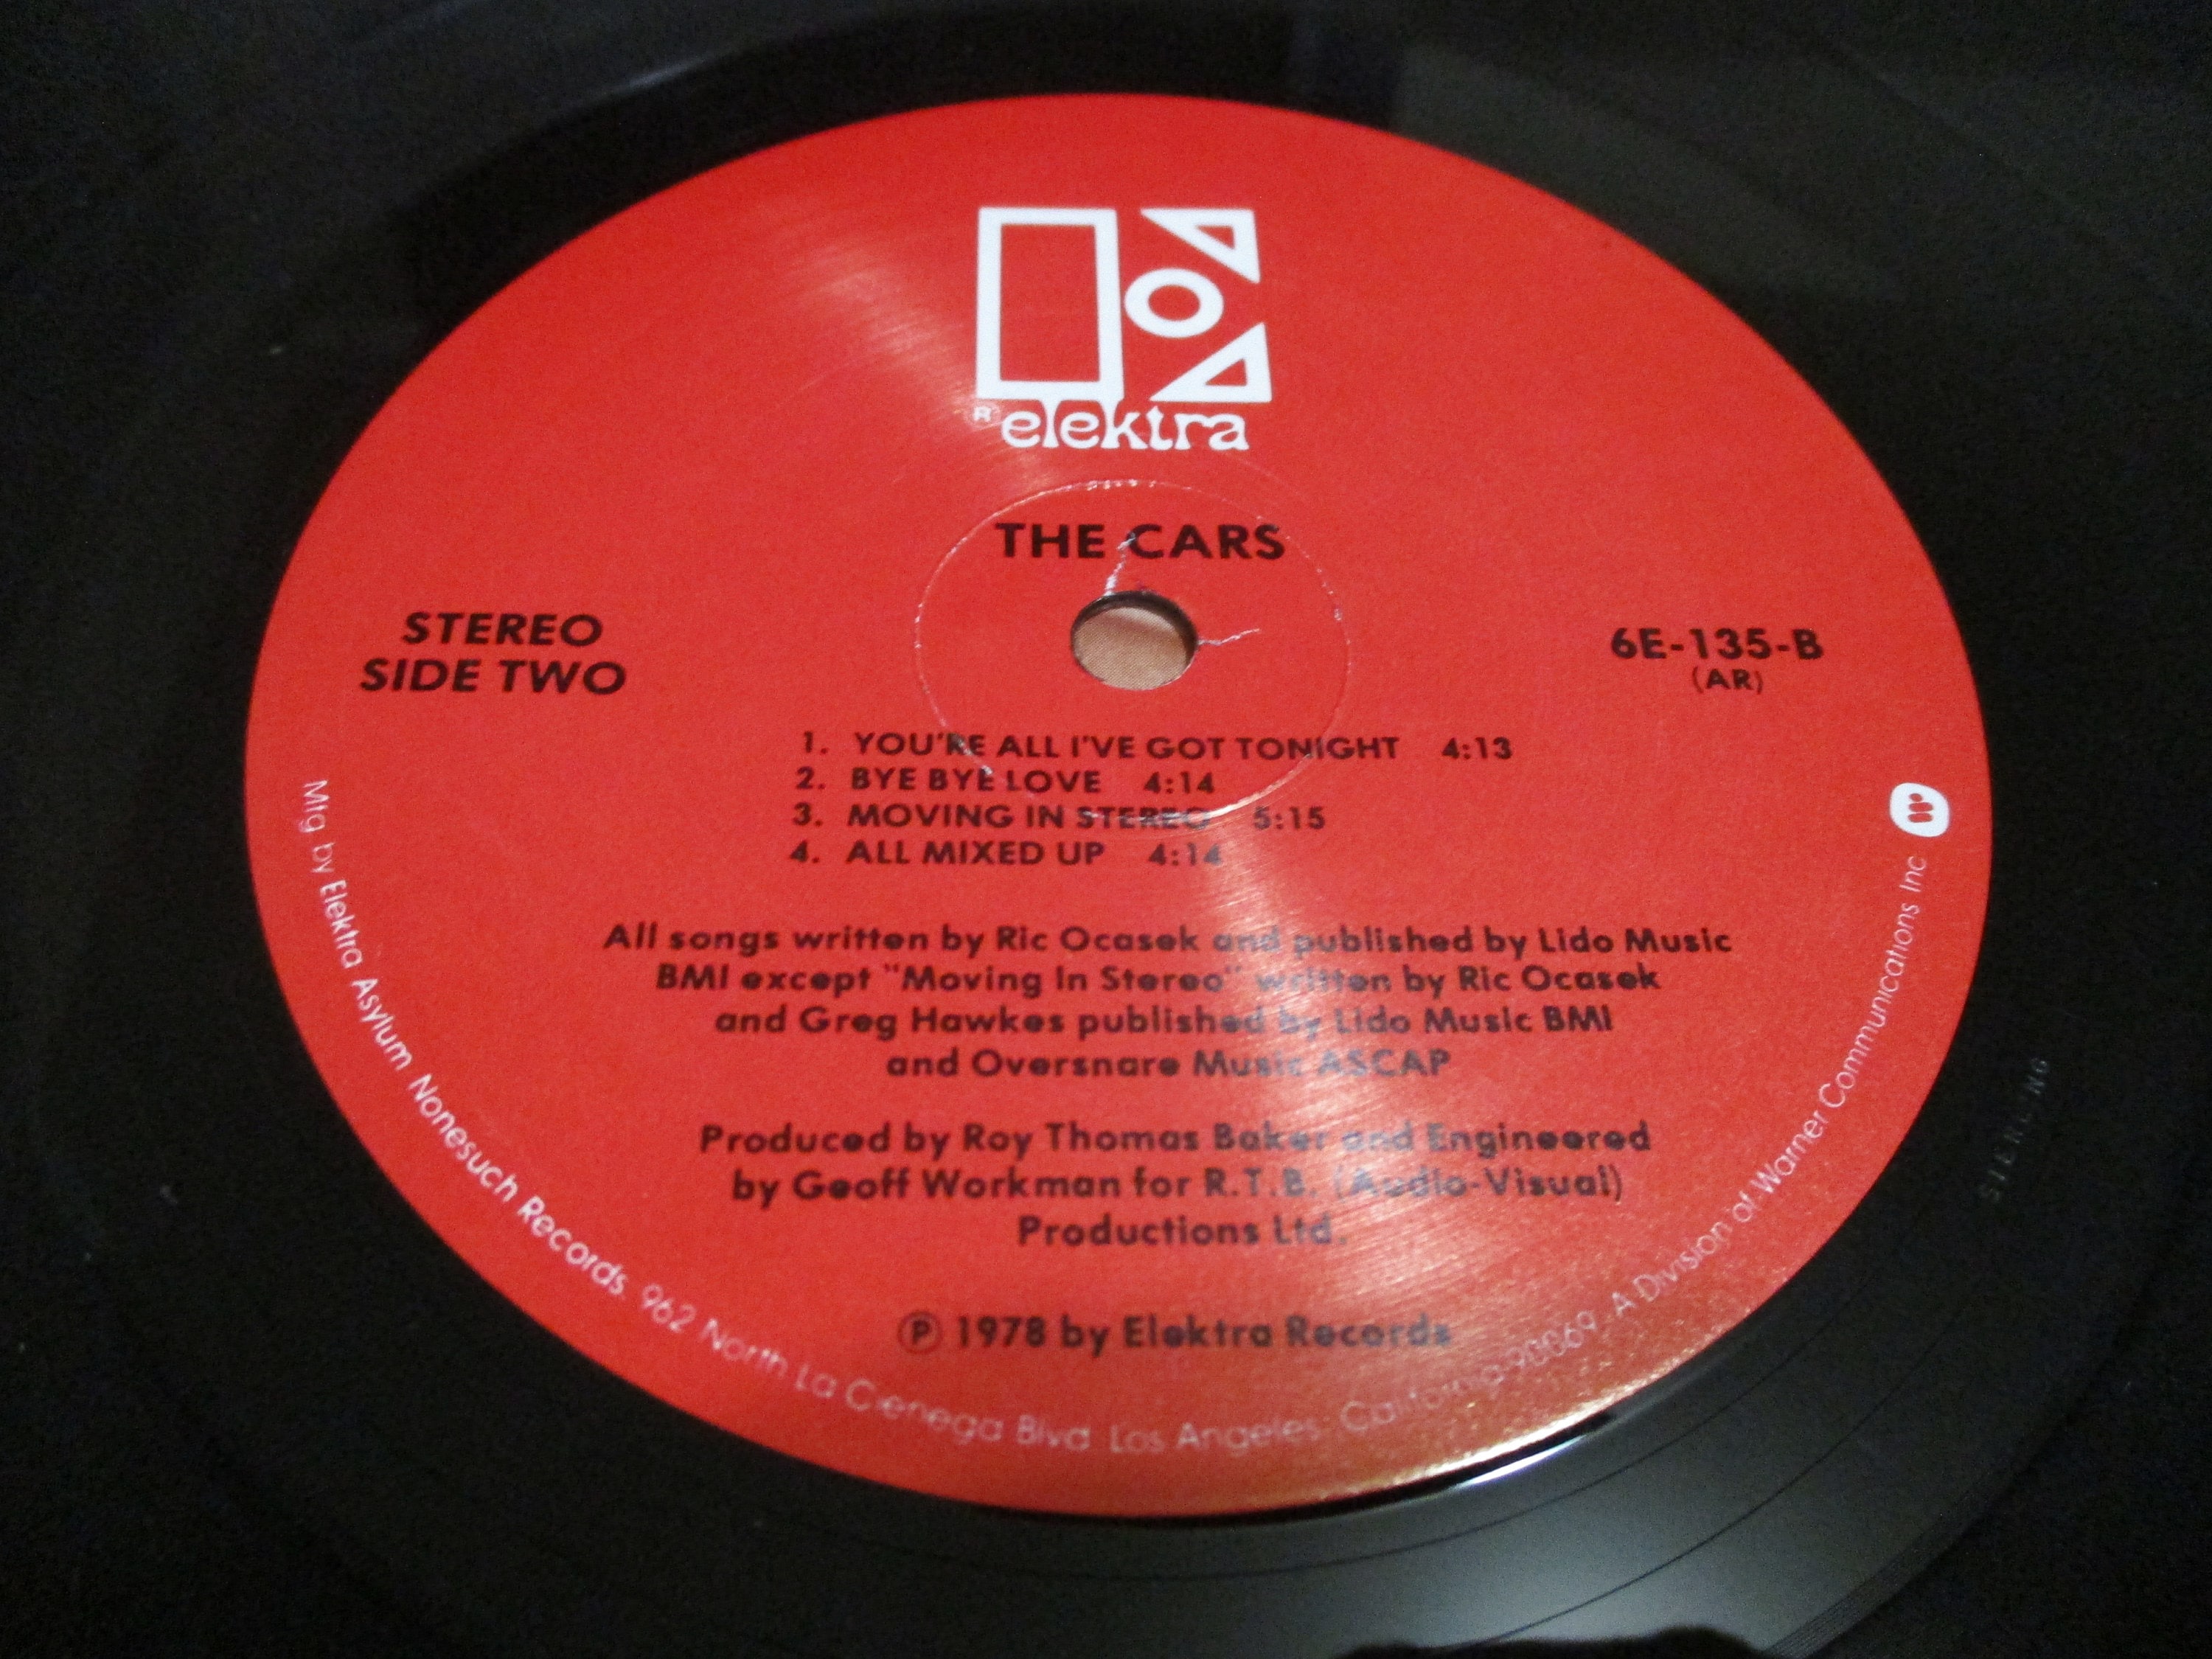 ® elektra
THE CARS
STEREO
SIDE TWO
6E-135-B
(AR)
1. YOU'RE ALL I'VE GOT TONIGHT 4:13
2. BYE BYE LOVE 4:14
3. MOVING IN STEREO 5:15
4. ALL MIXED UP 4:14
All songs written by Ric Ocasek and published by Lido Music
BMI except "Moving In Stereo" written by Ric Ocasek
and Greg Hawkes published by Lido Music BMI
and Oversnare Music ASCAP
Produced by Roy Thomas Baker and Engineered
by Geoff Workman for R.T.B. (Audio-Visual)
Productions Ltd.
℗ 1978 by Elektra Records
Mfg by Elektra Asylum Nonesuch Records. 962 North La Cienega Blvd Los Angeles. California 90069. A Division of Warner Communications Inc